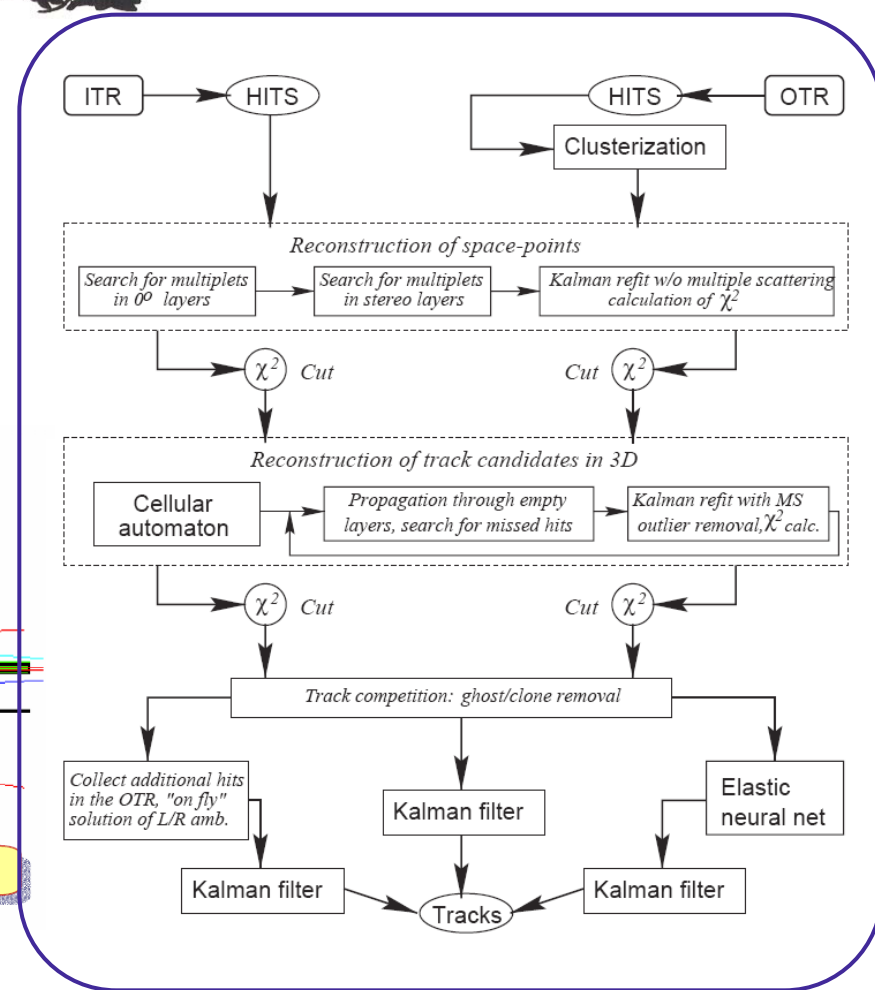 ITR
HITS
HITS
OTR
Clusterization
Reconstruction of space-points
Search for multiplets
in 0º layers
Search for multiplets
in stereo layers
Kalman refit w/o multiple scattering
calculation of χ²
χ² Cut
Cut χ²
Reconstruction of track candidates in 3D
Cellular
automaton
Propagation through empty
layers, search for missed hits
Kalman refit with MS
outlier removal,χ² calc.
χ² Cut
Cut χ²
Track competition: ghost/clone removal
Collect additional hits
in the OTR, "on fly"
solution of L/R amb.
Kalman filter
Elastic
neural net
Kalman filter
Kalman filter
Tracks